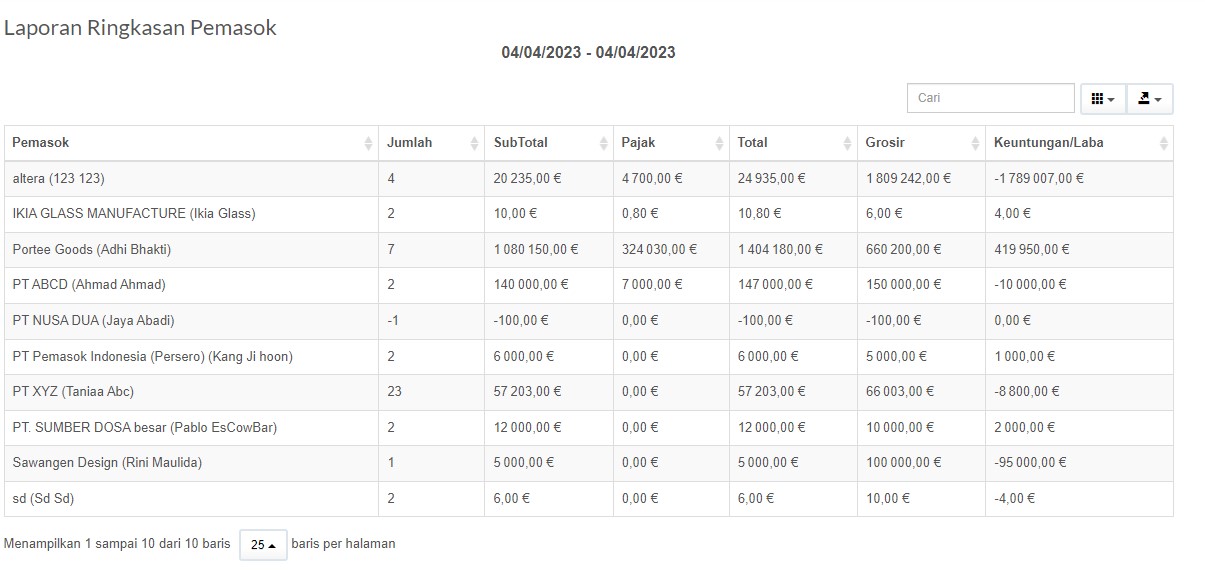 Laporan Ringkasan Pemasok
04/04/2023 - 04/04/2023
Cari
Pemasok Jumlah SubTotal Pajak Total Grosir Keuntungan/Laba
altera (123 123) 4 20 235,00 € 4 700,00 € 24 935,00 € 1 809 242,00 € -1 789 007,00 €
IKIA GLASS MANUFACTURE (Ikia Glass) 2 10,00 € 0,80 € 10,80 € 6,00 € 4,00 €
Portee Goods (Adhi Bhakti) 7 1 080 150,00 € 324 030,00 € 1 404 180,00 € 660 200,00 € 419 950,00 €
PT ABCD (Ahmad Ahmad) 2 140 000,00 € 7 000,00 € 147 000,00 € 150 000,00 € -10 000,00 €
PT NUSA DUA (Jaya Abadi) -1 -100,00 € 0,00 € -100,00 € -100,00 € 0,00 €
PT Pemasok Indonesia (Persero) (Kang Ji hoon) 2 6 000,00 € 0,00 € 6 000,00 € 5 000,00 € 1 000,00 €
PT XYZ (Taniaa Abc) 23 57 203,00 € 0,00 € 57 203,00 € 66 003,00 € -8 800,00 €
PT. SUMBER DOSA besar (Pablo EsCowBar) 2 12 000,00 € 0,00 € 12 000,00 € 10 000,00 € 2 000,00 €
Sawangen Design (Rini Maulida) 1 5 000,00 € 0,00 € 5 000,00 € 100 000,00 € -95 000,00 €
sd (Sd Sd) 2 6,00 € 0,00 € 6,00 € 10,00 € -4,00 €
Menampilkan 1 sampai 10 dari 10 baris 25 baris per halaman